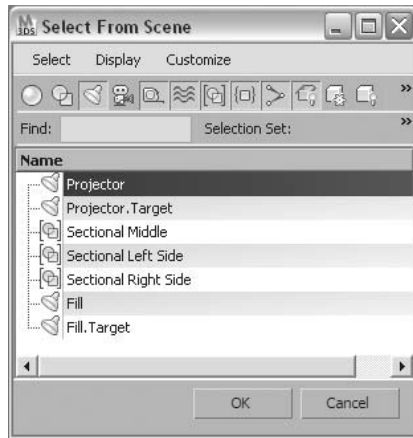 M 3DS Select From Scene
Select Display Customize
Find: Selection Set:
Name
Projector
Projector.Target
Sectional Middle
Sectional Left Side
Sectional Right Side
Fill
Fill.Target
OK Cancel